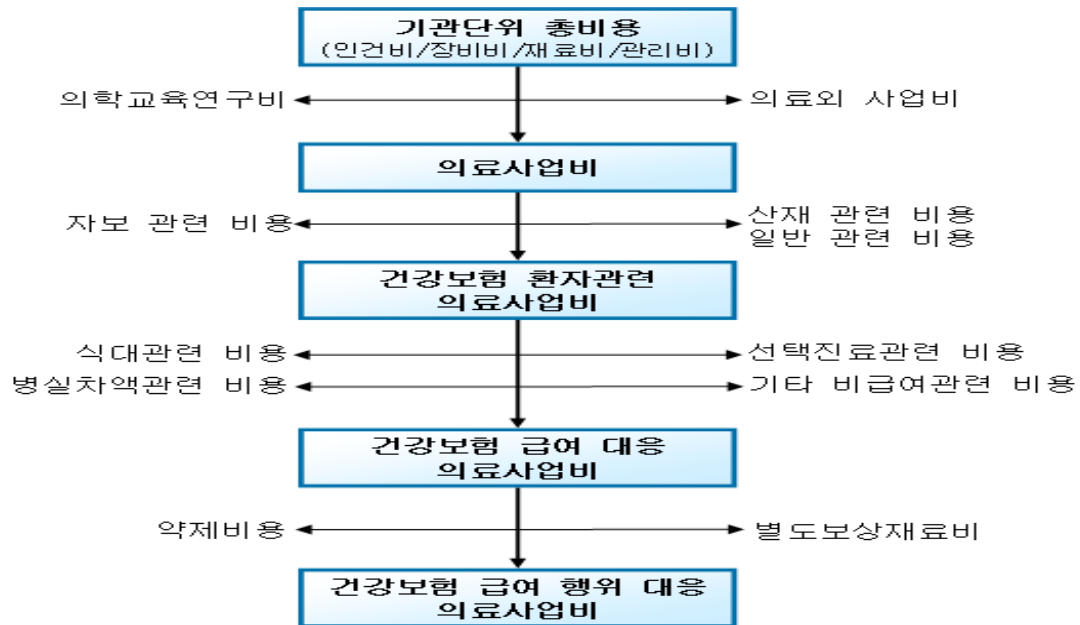 기관단위 총비용
(인건비/장비비/재료비/관리비)
의학교육연구비
의료외 사업비
의료사업비
자보 관련 비용
산재 관련 비용
일반 관련 비용
건강보험 환자관련
의료사업비
식대관련 비용
선택진료관련 비용
병실차액관련 비용
기타 비급여관련 비용
건강보험 급여 대응
의료사업비
약제비용
별도보상재료비
건강보험 급여 행위 대응
의료사업비